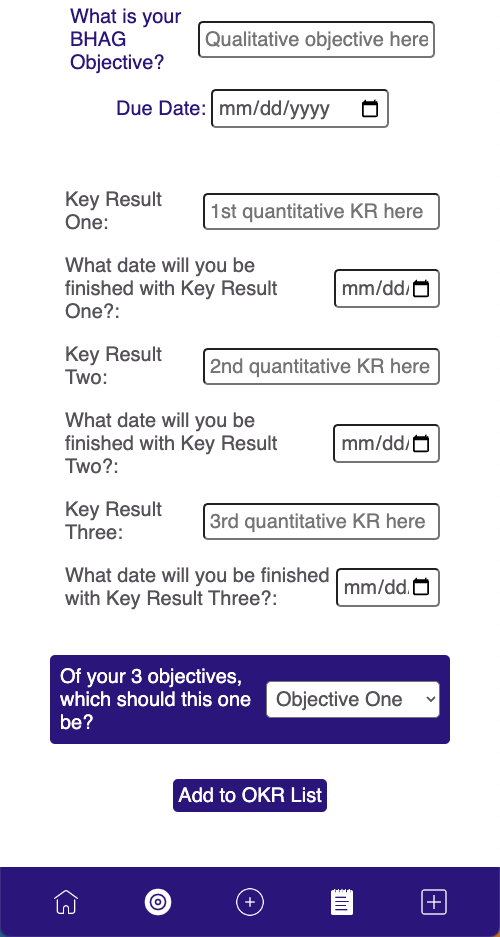 What is your
BHAG
Objective?
Qualitative objective here
Due Date: mm/dd/yyyy
Key Result
One:
1st quantitative KR here
What date will you be
finished with Key Result
One?:
mm/dd/
Key Result
Two:
2nd quantitative KR here
What date will you be
finished with Key Result
Two?:
mm/dd/
Key Result
Three:
3rd quantitative KR here
What date will you be finished
with Key Result Three?:
mm/dd
Of your 3 objectives,
which should this one
be?
Objective One
Add to OKR List